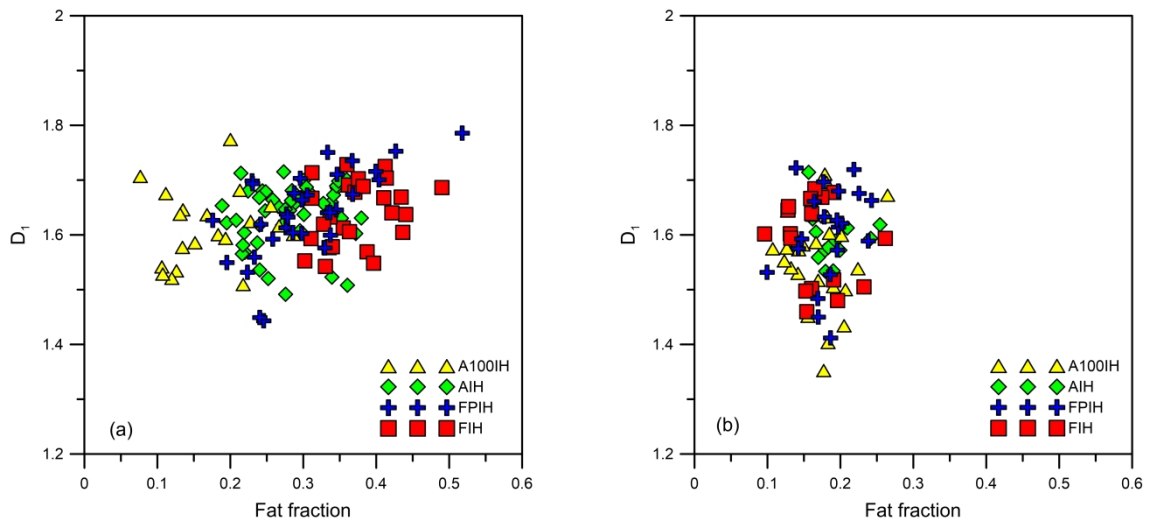 2
1.8
1.6
1.4
1.2
D₁
0 0.1 0.2 0.3 0.4 0.5 0.6
Fat fraction
(a)
A100IH
AIH
FPIH
FIH
2
1.8
1.6
1.4
1.2
D₁
0 0.1 0.2 0.3 0.4 0.5 0.6
Fat fraction
(b)
A100IH
AIH
FPIH
FIH